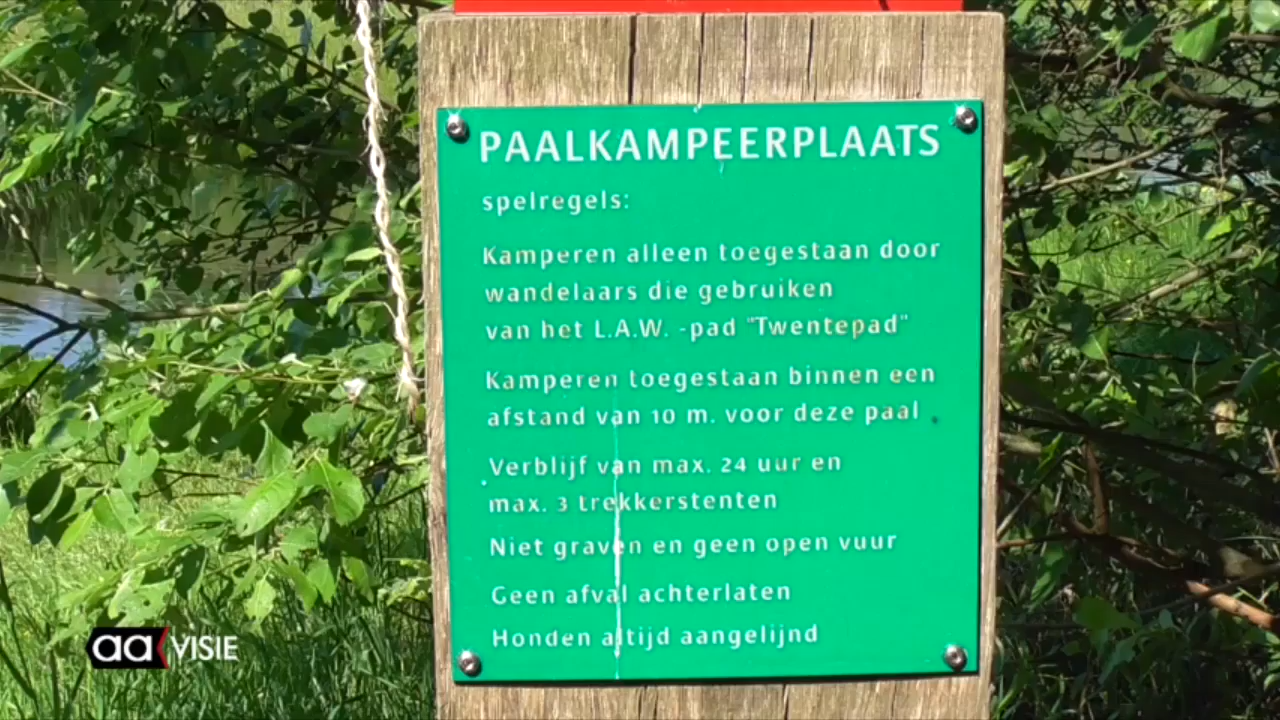 PAALKAMPEERPLAATS
spelregels:
Kamperen alleen toegestaan door
wandelaars die gebruiken
van het L.A.W. -pad "Twentepad"
Kamperen toegestaan binnen een
afstand van 10 m. voor deze paal
Verblijf van max. 24 uur en
max. 3 trekkerstenten
Niet graven en geen open vuur
Geen afval achterlaten
Honden altijd aangelijnd
aa VISIE